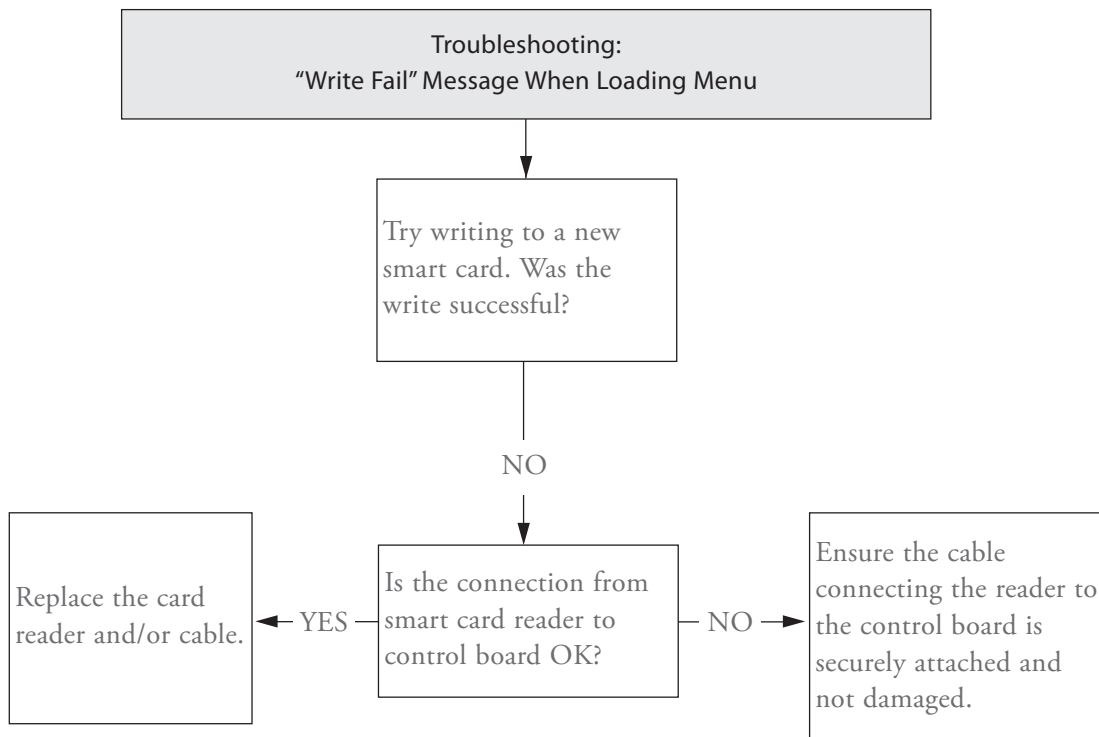 Troubleshooting:
“Write Fail” Message When Loading Menu
Try writing to a new
smart card. Was the
write successful?
NO
Replace the card
reader and/or cable.
YES
Is the connection from
smart card reader to
control board OK?
NO
Ensure the cable
connecting the reader to
the control board is
securely attached and
not damaged.